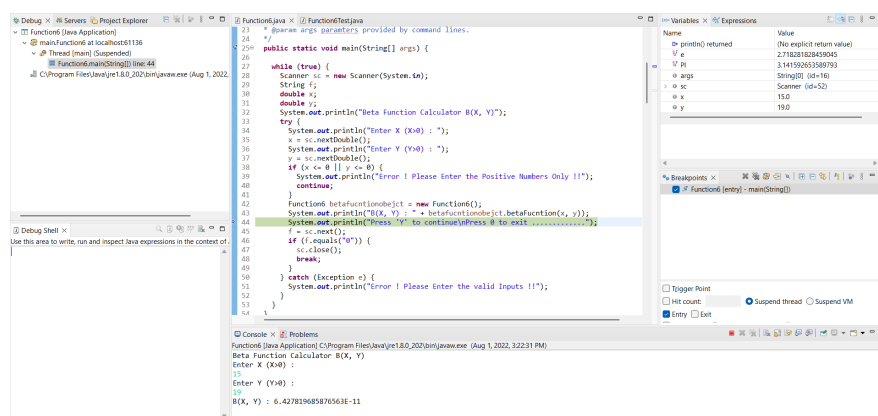 Debug × Servers Project Explorer
Function6 [Java Application]
main.Function6 at localhost:61136
Thread [main] (Suspended)
Function6.main(String[]) line: 44
C:\Program Files\Java\jre1.8.0_202\bin\javaw.exe (Aug 1, 2022,
Debug Shell ×
Use this area to write, run and inspect Java expressions in the context of
Function6.java × Function6Test.java
23 * @param args paramters provided by command lines.
24 */
25 public static void main(String[] args) {
26
27 while (true) {
28 Scanner sc = new Scanner(System.in);
29 String f;
30 double x;
31 double y;
32 System.out.println("Beta Function Calculator B(X, Y)");
33 try {
34 System.out.println("Enter X (X>0) : ");
35 x = sc.nextDouble();
36 System.out.println("Enter Y (Y>0) : ");
37 y = sc.nextDouble();
38 if (x <= 0 || y <= 0) {
39 System.out.println("Error ! Please Enter the Positive Numbers Only !!");
40 continue;
41 }
42 Function6 betafucntionobejct = new Function6();
43 System.out.println("B(X, Y) : " + betafucntionobejct.betaFucntion(x, y));
44 System.out.println("Press 'Y' to continue\nPress 0 to exit .............");
45 f = sc.next();
46 if (f.equals("0")) {
47 sc.close();
48 break;
49 }
50 } catch (Exception e) {
51 System.out.println("Error ! Please Enter the valid Inputs !!");
52 }
53 }
54 }
Console × Problems
Function6 [Java Application] C:\Program Files\Java\jre1.8.0_202\bin\javaw.exe (Aug 1, 2022, 3:22:31 PM)
Beta Function Calculator B(X, Y)
Enter X (X>0) :
15
Enter Y (Y>0) :
19
B(X, Y) : 6.427819685876563E-11
Variables × Expressions
Name Value
println() returned (No explicit return value)
e 2.718281828459045
PI 3.141592653589793
args String[0] (id=16)
sc Scanner (id=52)
x 15.0
y 19.0
Breakpoints ×
Function6 [entry] - main(String[])
Trigger Point
Hit count: Suspend thread Suspend VM
Entry Exit